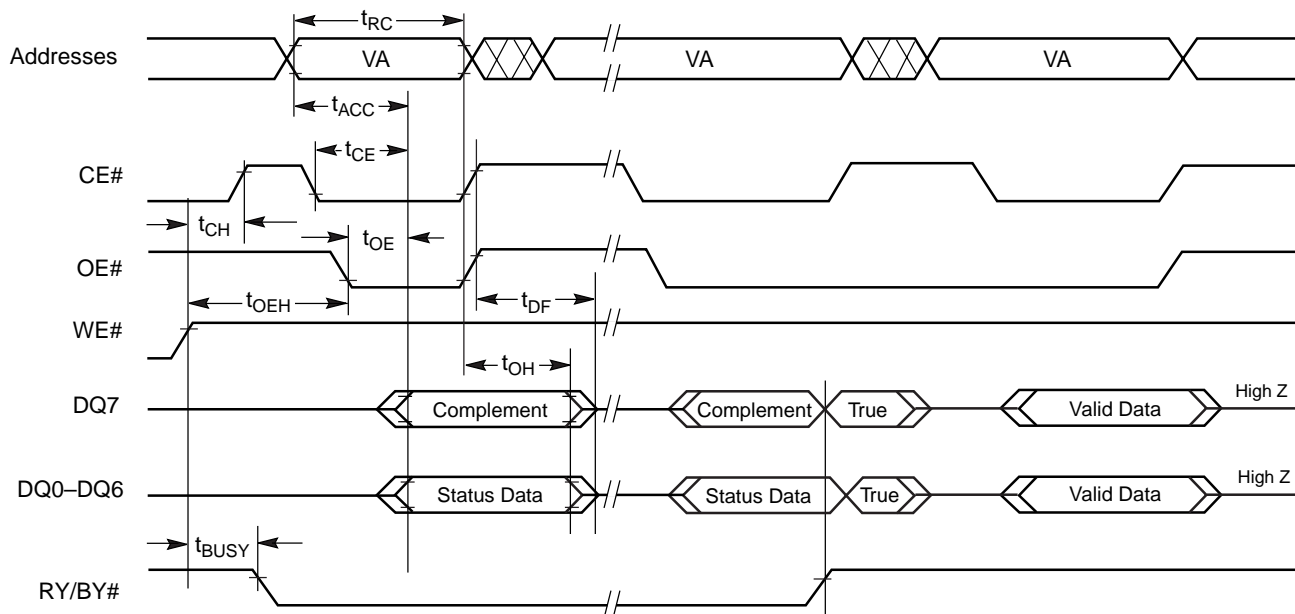 tRC
Addresses VA VA VA
tACC
tCE
CE#
tCH
tOE
OE#
tOEH tDF
WE#
tOH
DQ7 Complement Complement True Valid Data High Z
DQ0–DQ6 Status Data Status Data True Valid Data High Z
tBUSY
RY/BY#